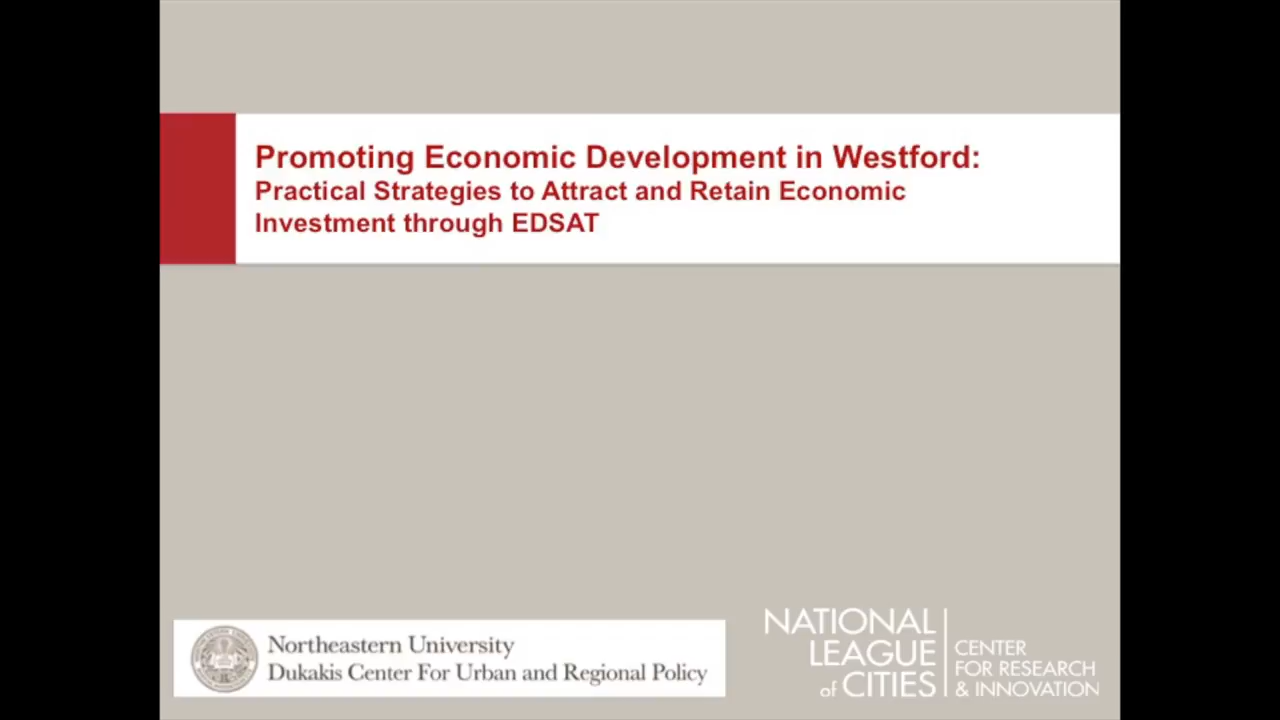 Promoting Economic Development in Westford:
Practical Strategies to Attract and Retain Economic
Investment through EDSAT
Northeastern University
Dukakis Center For Urban and Regional Policy
NATIONAL
LEAGUE
of CITIES
CENTER
FOR RESEARCH
& INNOVATION